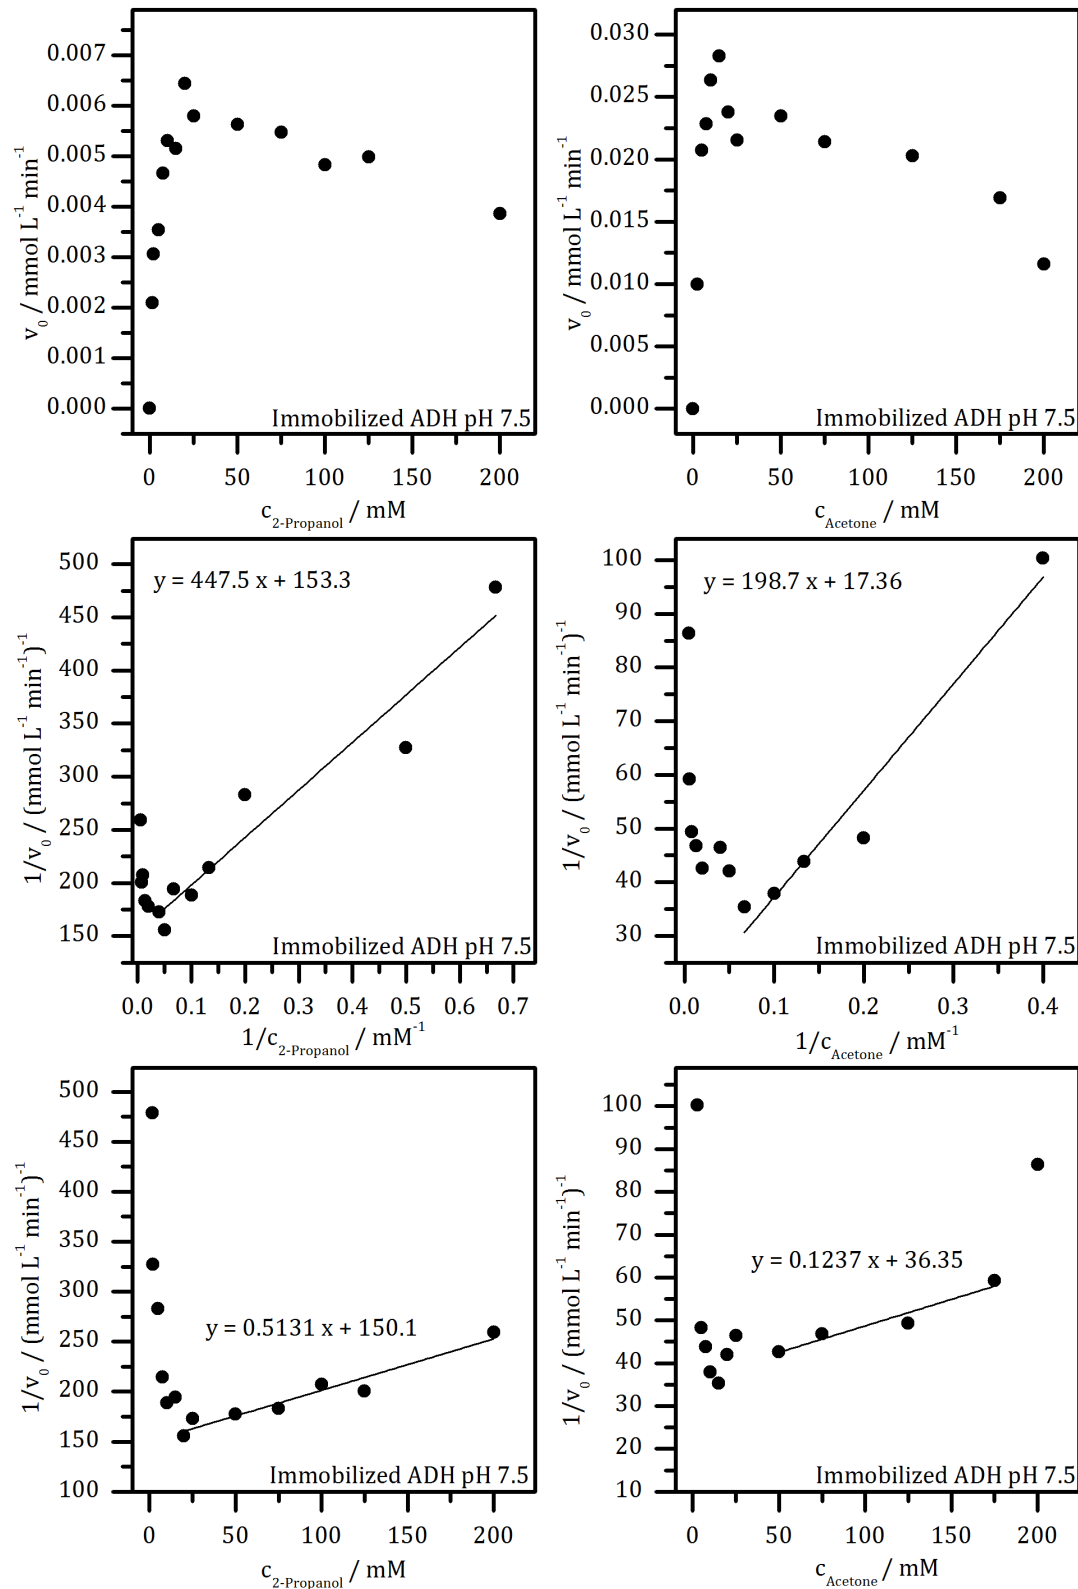 0.007
0.006
0.005
0.004
0.003
0.002
0.001
0.000
v₀ / mmol L⁻¹ min⁻¹
Immobilized ADH pH 7.5
0 50 100 150 200
c₂₋Propanol / mM
0.030
0.025
0.020
0.015
0.010
0.005
0.000
v₀ / mmol L⁻¹ min⁻¹
Immobilized ADH pH 7.5
0 50 100 150 200
c_Acetone / mM
500
450
400
350
300
250
200
150
1/v₀ / (mmol L⁻¹ min⁻¹)⁻¹
y = 447.5 x + 153.3
Immobilized ADH pH 7.5
0.0 0.1 0.2 0.3 0.4 0.5 0.6 0.7
1/c₂₋Propanol / mM⁻¹
100
90
80
70
60
50
40
30
1/v₀ / (mmol L⁻¹ min⁻¹)⁻¹
y = 198.7 x + 17.36
Immobilized ADH pH 7.5
0.0 0.1 0.2 0.3 0.4
1/c_Acetone / mM⁻¹
500
450
400
350
300
250
200
150
100
1/v₀ / (mmol L⁻¹ min⁻¹)⁻¹
y = 0.5131 x + 150.1
Immobilized ADH pH 7.5
0 50 100 150 200
c₂₋Propanol / mM
100
90
80
70
60
50
40
30
20
10
1/v₀ / (mmol L⁻¹ min⁻¹)⁻¹
y = 0.1237 x + 36.35
Immobilized ADH pH 7.5
0 50 100 150 200
c_Acetone / mM